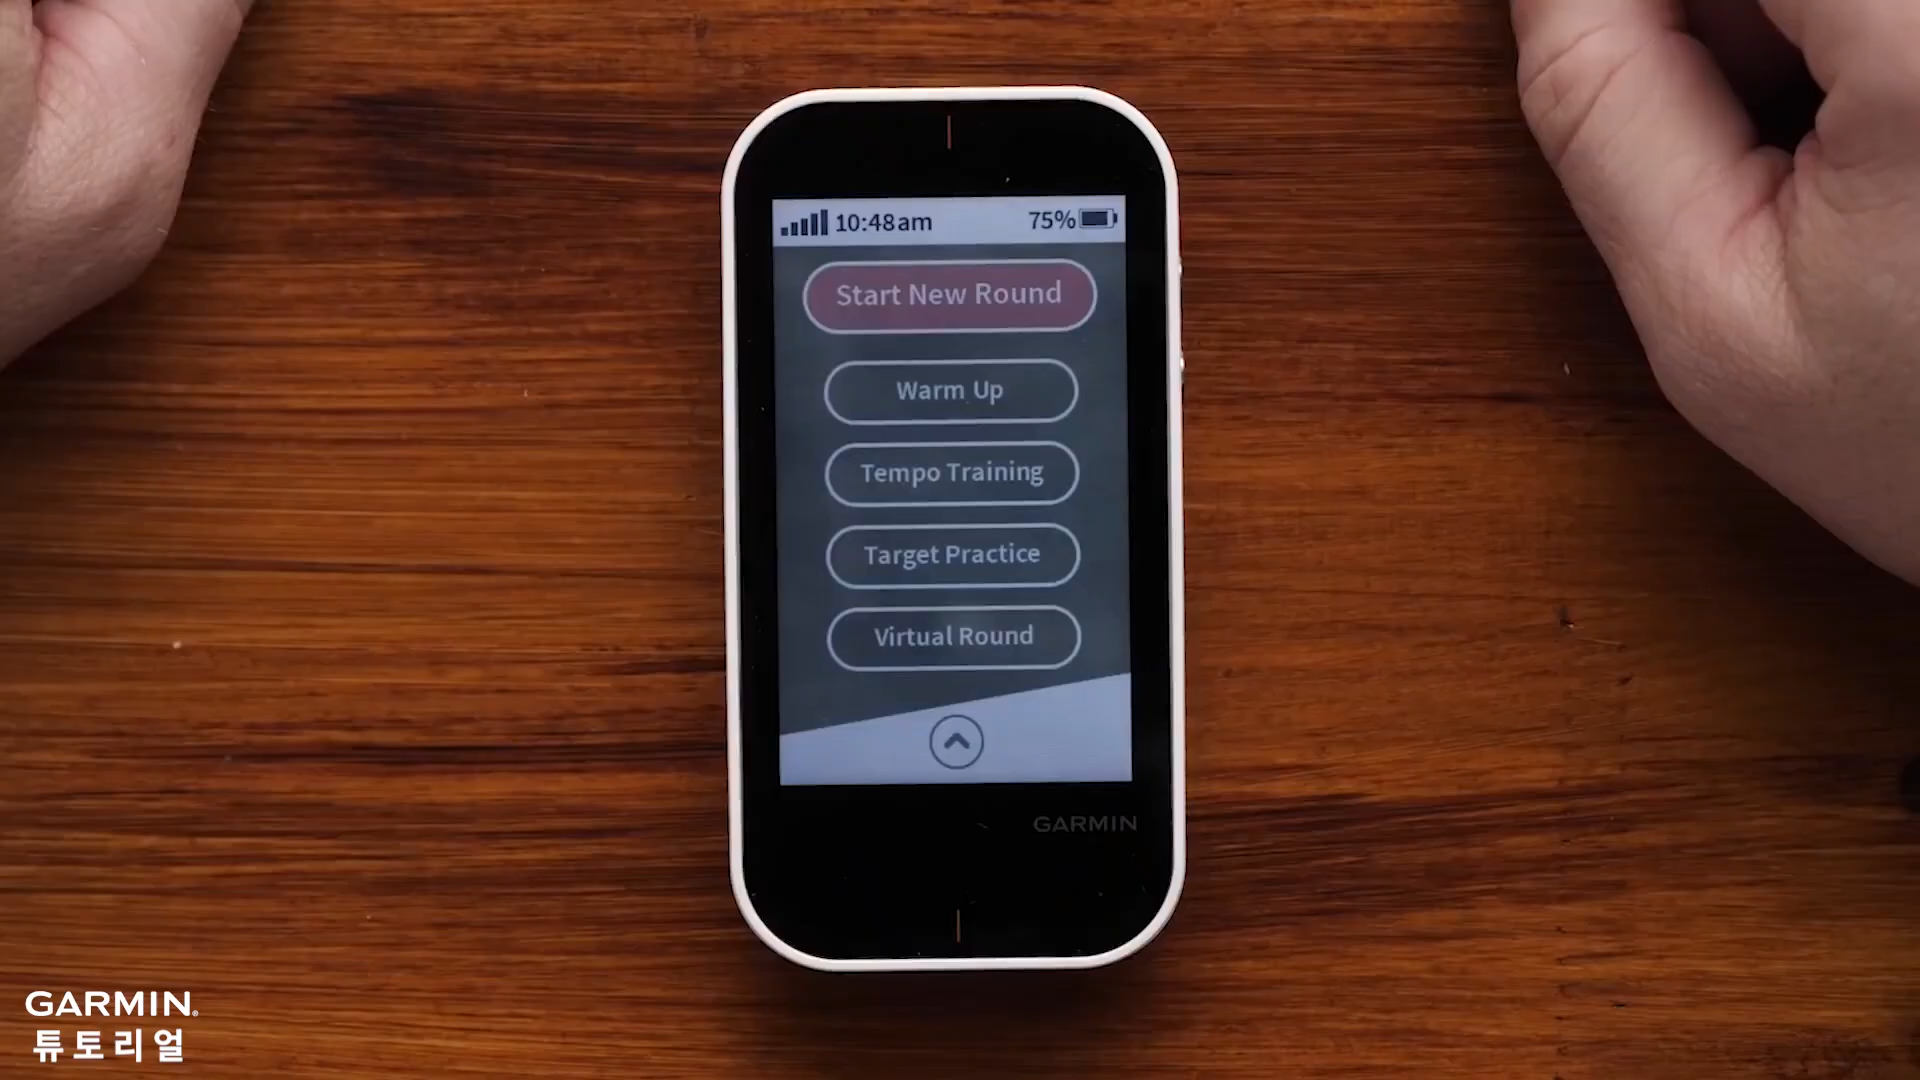 10:48am 75%
Start New Round
Warm Up
Tempo Training
Target Practice
Virtual Round
GARMIN
GARMIN®
튜토리얼